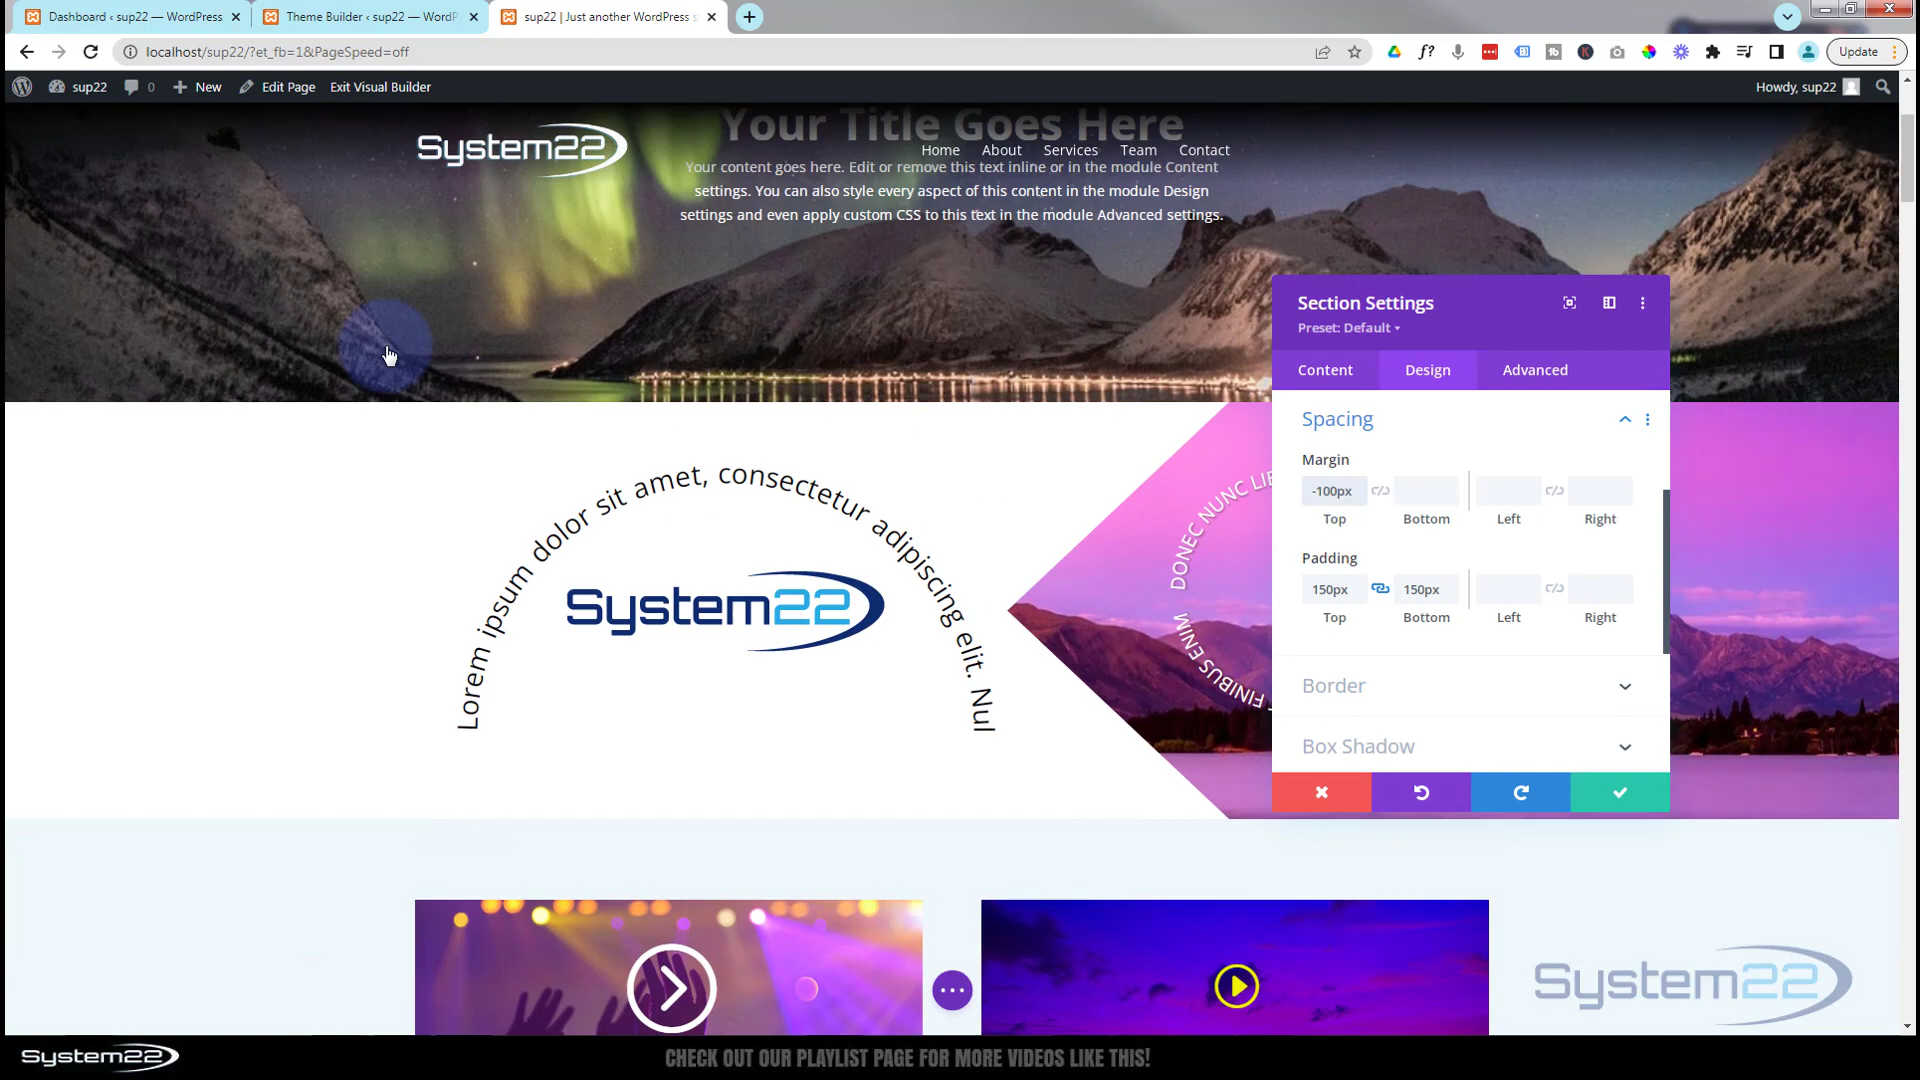 Dashboard ‹ sup22 — WordPress
Theme Builder ‹ sup22 — WordP
sup22 | Just another WordPress s
localhost/sup22/?et_fb=1&PageSpeed=off
Update
sup22
0
New
Edit Page
Exit Visual Builder
Howdy, sup22
Your Title Goes Here
System22
Home
About
Services
Team
Contact
Your content goes here. Edit or remove this text inline or in the module Content
settings. You can also style every aspect of this content in the module Design
settings and even apply custom CSS to this text in the module Advanced settings.
Section Settings
Preset: Default
Content
Design
Advanced
Spacing
Margin
-100px
Top
Bottom
Left
Right
Padding
150px
150px
Top
Bottom
Left
Right
Border
Box Shadow
Lorem ipsum dolor sit amet, consectetur adipiscing elit. Nul
System22
DONEC NUNC LIB
FINIBUS ENIM
System22
System22
CHECK OUT OUR PLAYLIST PAGE FOR MORE VIDEOS LIKE THIS!